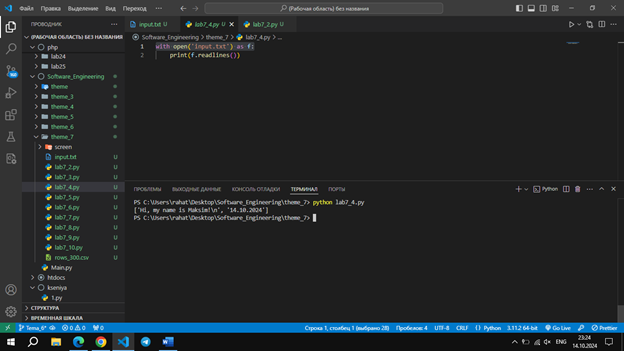 Файл Правка Выделение Вид Переход ...
(Рабочая область) без названия
ПРОВОДНИК
input.txt U
lab7_4.py U
lab7_2.py U
(РАБОЧАЯ ОБЛАСТЬ) БЕЗ НАЗВАНИЯ
Software_Engineering > theme_7 > lab7_4.py > ...
php
lab24
lab25
Software_Engineering
theme
theme_3
theme_4
theme_5
theme_6
theme_7
screen
input.txt U
lab7_2.py U
lab7_3.py U
lab7_4.py U
lab7_5.py U
lab7_6.py U
lab7_7.py U
lab7_8.py U
lab7_9.py U
lab7_10.py U
rows_300.csv U
Main.py
htdocs
kseniya
1.py
СТРУКТУРА
ВРЕМЕННАЯ ШКАЛА
1 with open('input.txt') as f:
2 print(f.readlines())
ПРОБЛЕМЫ ВЫХОДНЫЕ ДАННЫЕ КОНСОЛЬ ОТЛАДКИ ТЕРМИНАЛ ПОРТЫ
Python
PS C:\Users\rahat\Desktop\Software_Engineering\theme_7> python lab7_4.py
['Hi, my name is Maksim!\n', '14.10.2024']
PS C:\Users\rahat\Desktop\Software_Engineering\theme_7>
Tema_6* 0 0 0 Строка 1, столбец 1 (выбрано 28) Пробелов: 4 UTF-8 CRLF Python 3.11.2 64-bit Go Live Prettier
ENG
23:24
14.10.2024